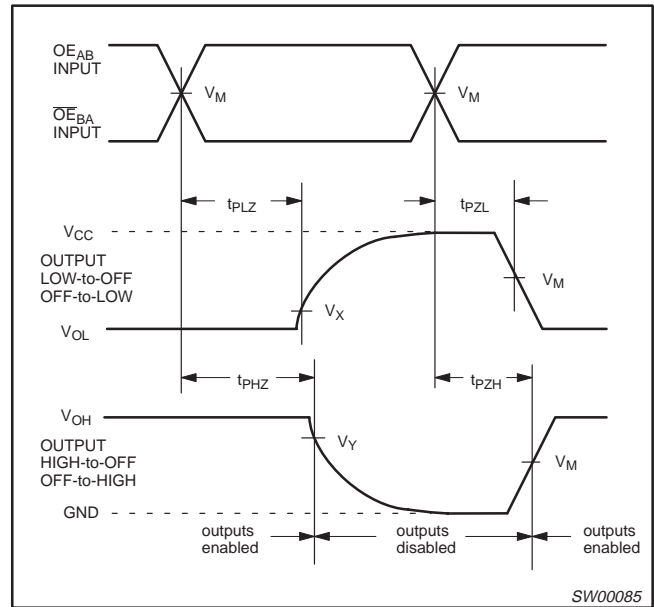 OE_AB
INPUT
V_M
V_M
O̅E̅_BA
INPUT
t_PLZ
t_PZL
V_CC
OUTPUT
LOW-to-OFF
OFF-to-LOW
V_M
V_X
V_OL
t_PHZ
t_PZH
V_OH
V_Y
OUTPUT
HIGH-to-OFF
OFF-to-HIGH
V_M
GND
outputs
enabled
outputs
disabled
outputs
enabled
SW00085